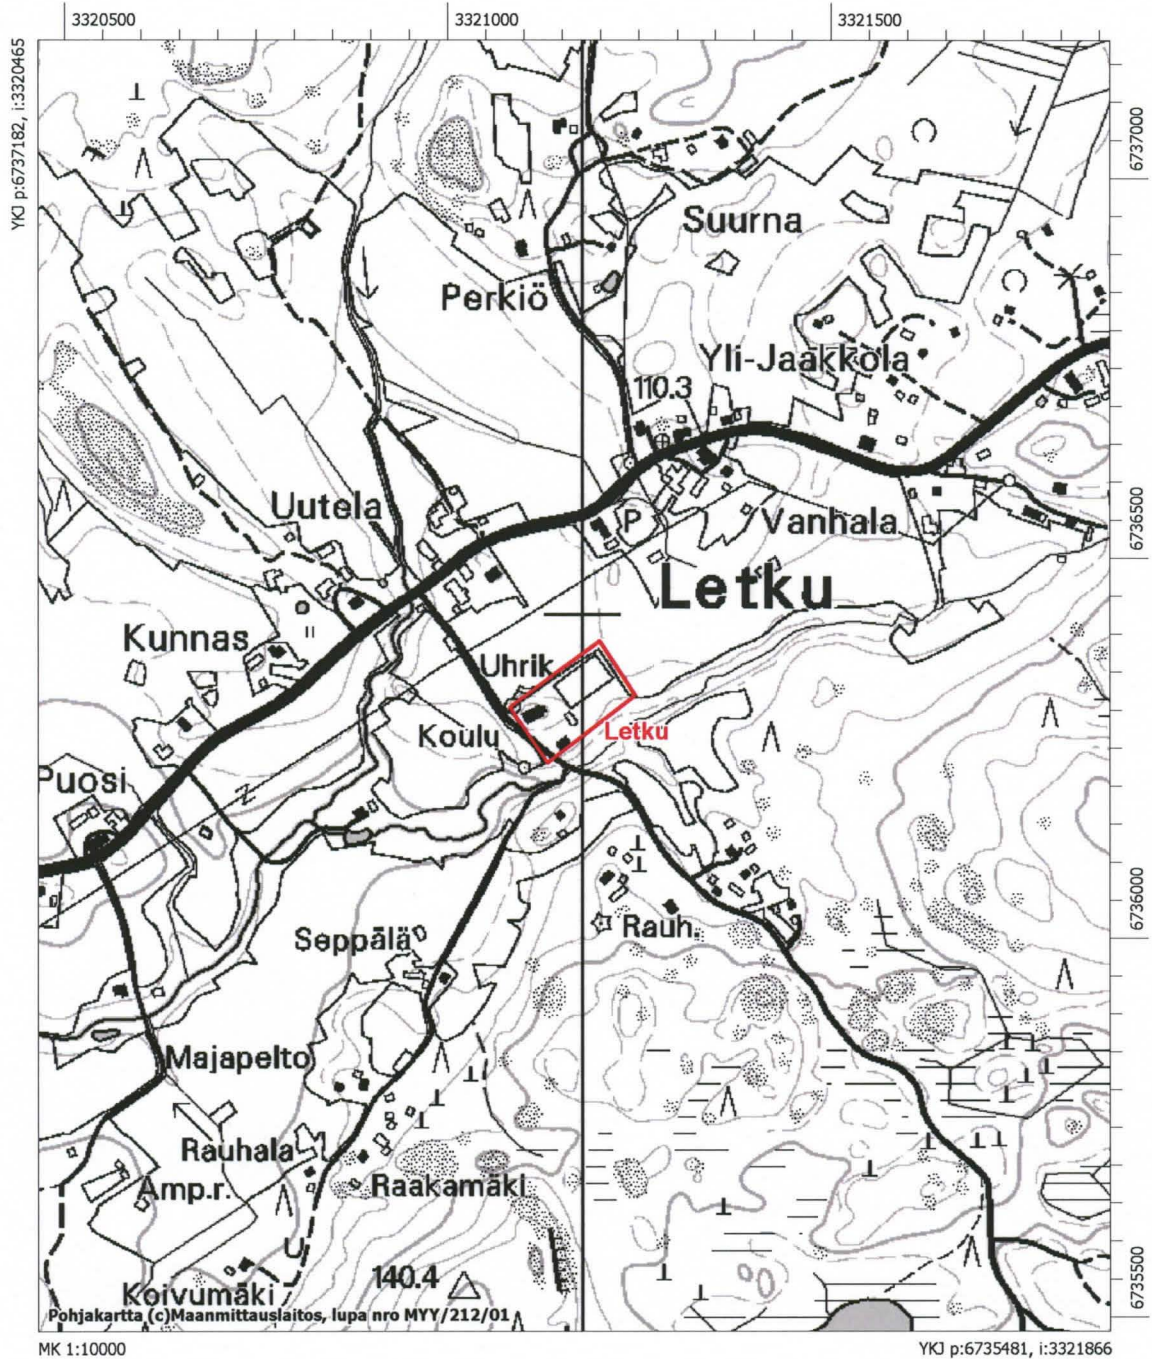 3320500
3321000
3321500
YKJ p:6737182, i:3320465
6737000
Suurna
Perkiö
Yli-Jaakkola
110.3
Uutela
P
Vanhala
6736500
Letku
Kunnas
Uhrik
Koulu
Letku
Puosi
Rauh.
6736000
Seppälä
Majapelto
Rauhala
Amp.r.
Raakamäki
140.4
Koivumäki
6735500
Pohjakartta (c)Maanmittauslaitos, lupa nro MYY/212/01
MK 1:10000
YKJ p:6735481, i:3321866